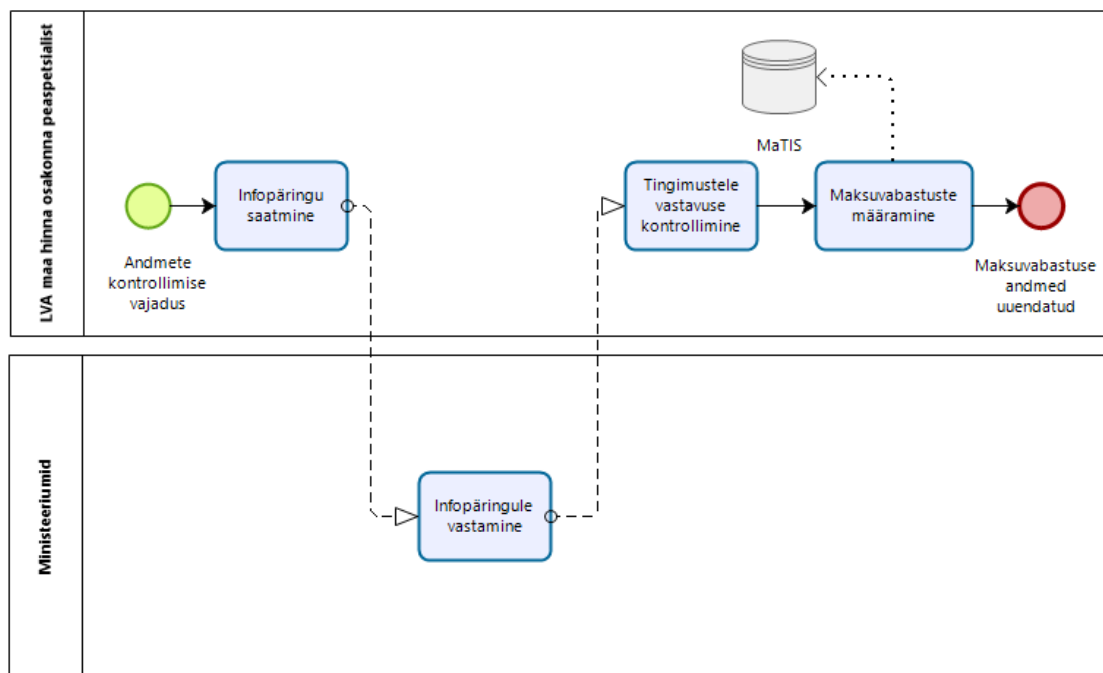 LVA maa hinna osakonna peaspetsialist
MaTIS
Infopäringu
saatmine
Tingimustele
vastavuse
kontrollimine
Maksuvabastuste
määramine
Andmete
kontrollimise
vajadus
Maksuvabastuse
andmed
uuendatud
Ministeeriumid
Infopäringule
vastamine